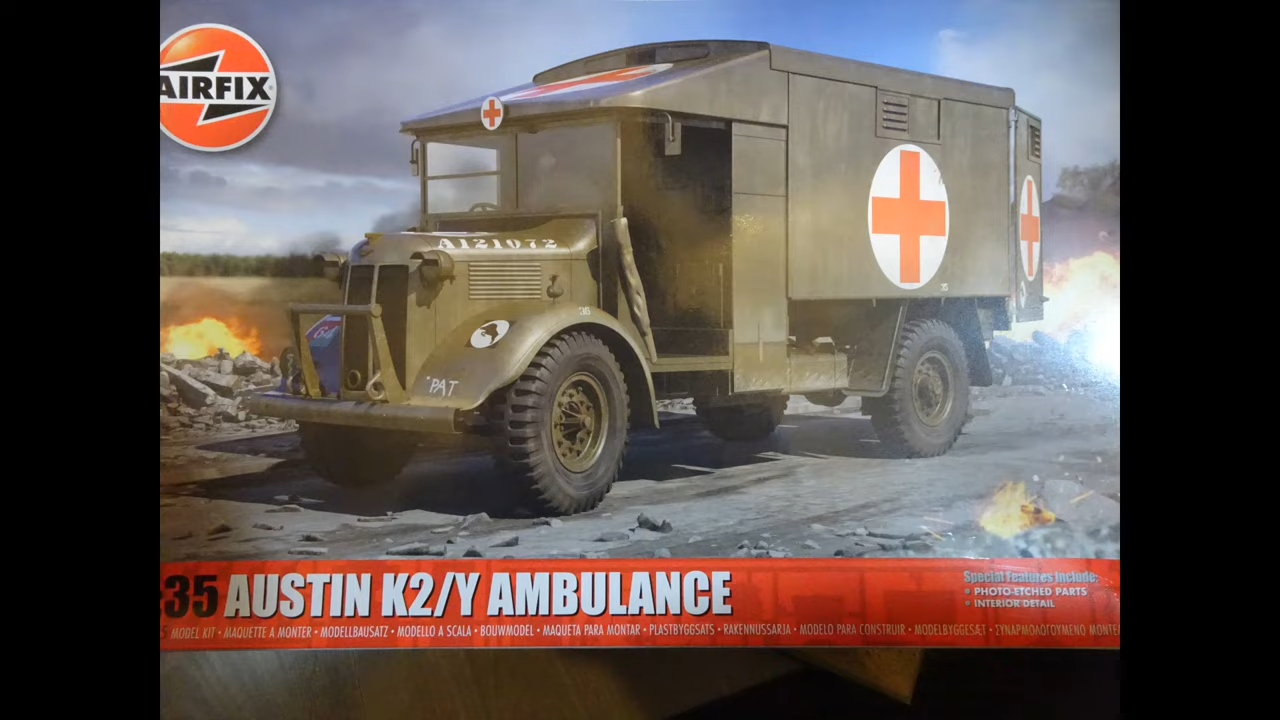 AIRFIX
A121072
PAT
35 AUSTIN K2/Y AMBULANCE
Special Features Include:
• PHOTO-ETCHED PARTS
• INTERIOR DETAIL
MODEL KIT • MAQUETTE A MONTER • MODELLBAUSATZ • MODELLO A SCALA • BOUWMODEL • MAQUETA PARA MONTAR • PLASTBYGGSATS • RAKENNUSSARJA • MODELO PARA CONSTRUIR • MODELBYGGESÆT • ΣΥΝΑΡΜΟΛΟΓΟΥΜΕΝΟ ΜΟΝΤΕ